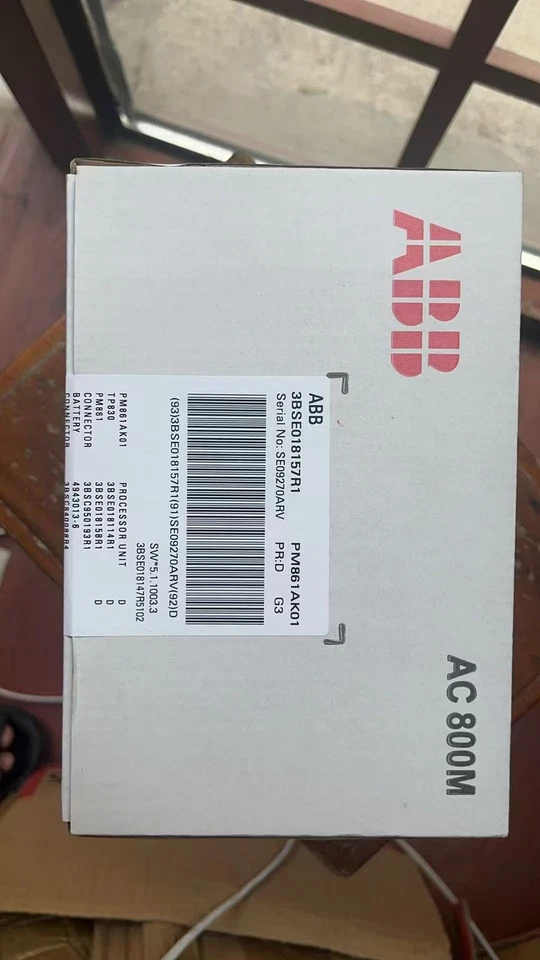 ABB
AC 800M
ABB
3BSE018157R1 PM861AK01
Serial No: SE09270ARV PR:D G3
(93)3BSE018157R1(91)SE09270ARV(92)D
SW*5.1.1003.3
3BSE018147R5102
PM861AK01 PROCESSOR UNIT D
TP830 3BSE018114R1 D
PM861 3BSE018158R1 D
CONNECTOR 3BSC950193R1
BATTERY 4943013-6
CONNECTOR